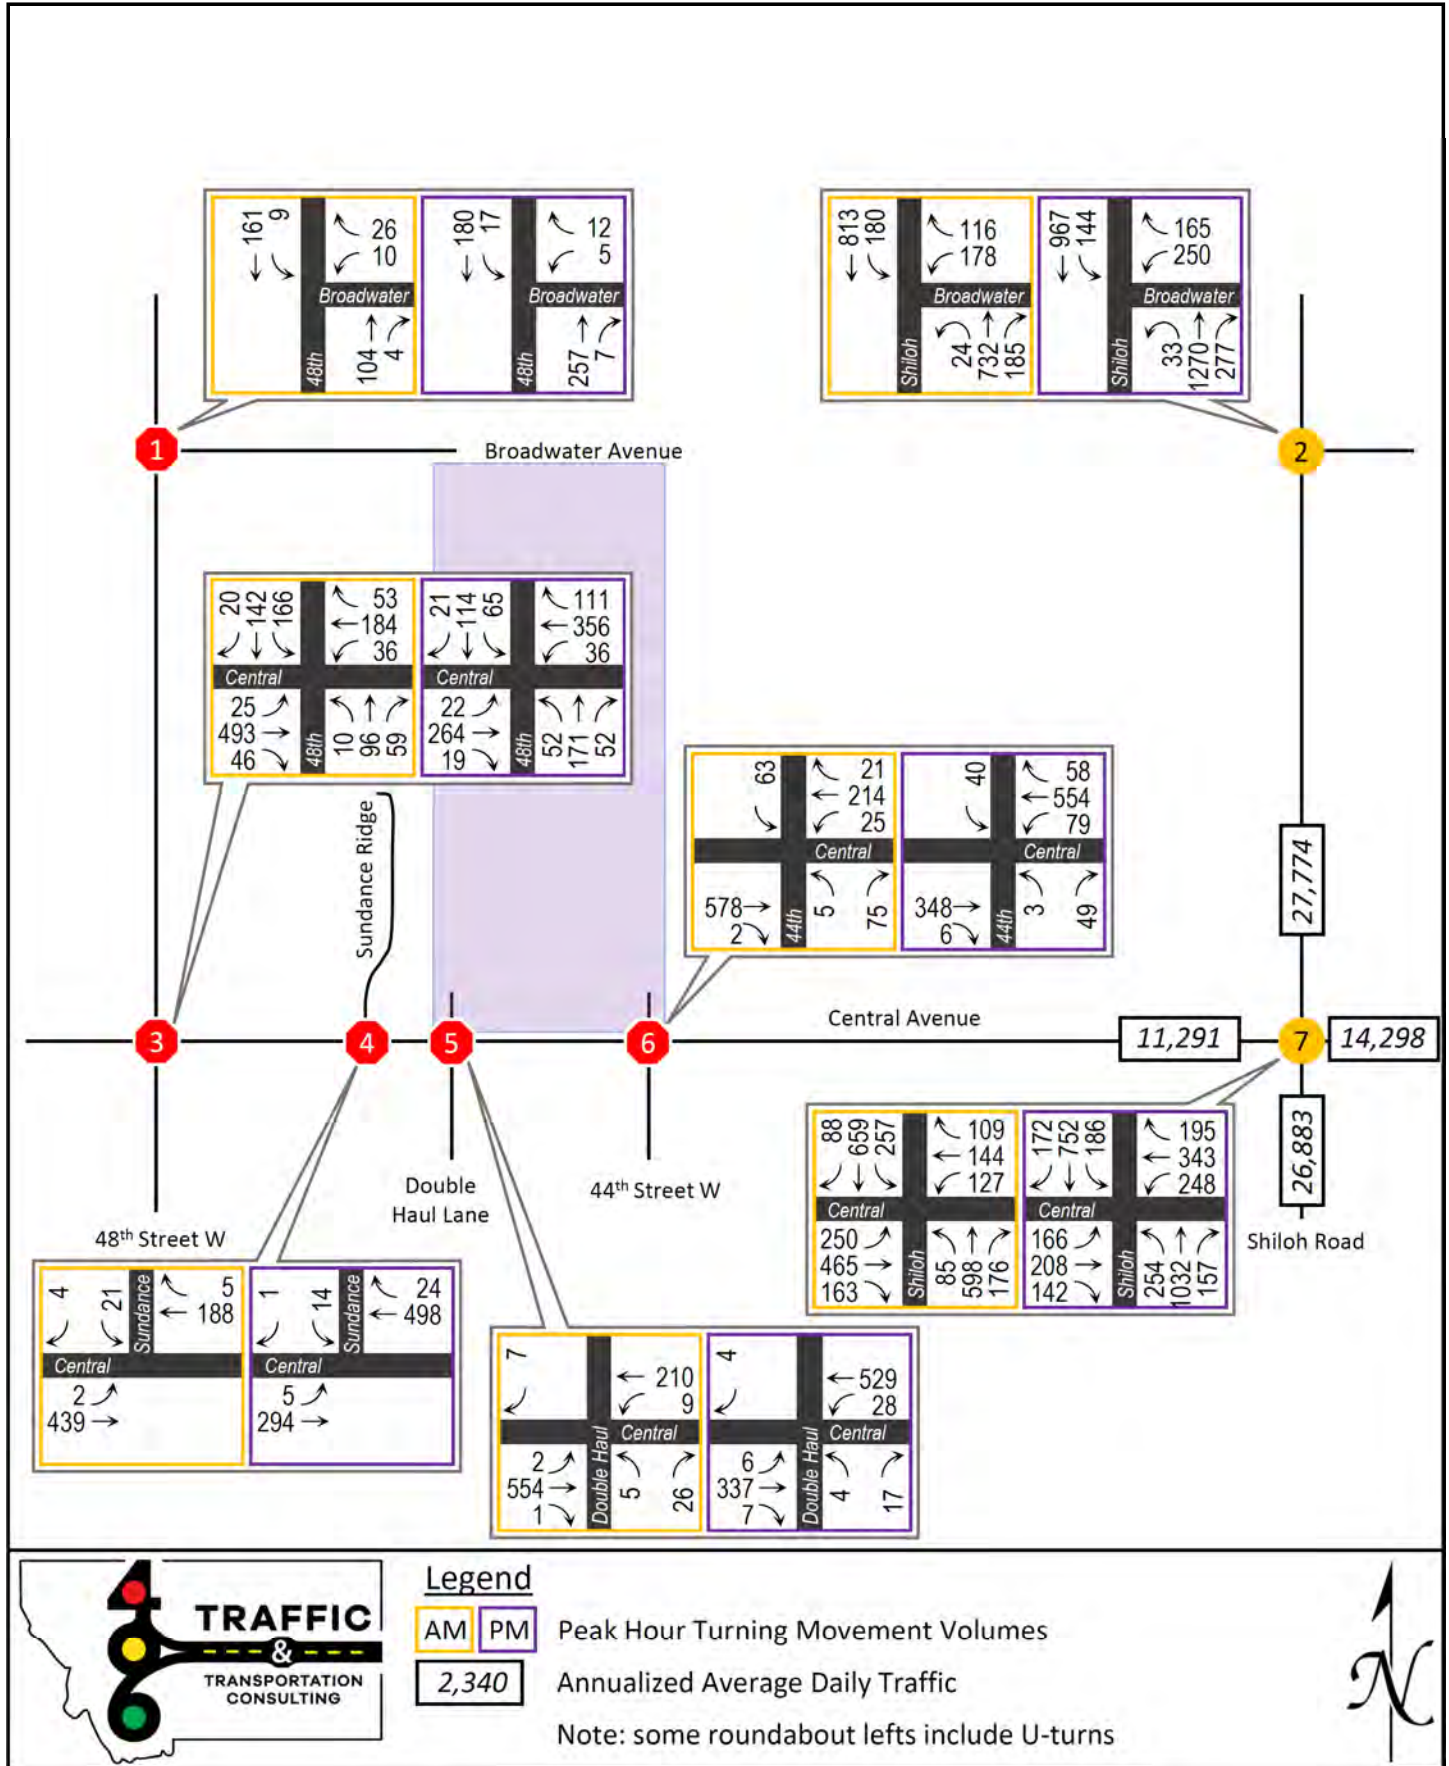 161
9
26
10
Broadwater
48th
104
4
180
17
12
5
Broadwater
48th
257
7
813
180
116
178
Broadwater
Shiloh
24
732
185
967
144
165
250
Broadwater
Shiloh
33
1270
277
1
Broadwater Avenue
2
20
142
166
53
184
36
Central
25
493
46
48th
10
96
59
21
114
65
111
356
36
Central
22
264
19
48th
52
171
52
Sundance Ridge
63
21
214
25
Central
578
2
44th
5
75
40
58
554
79
Central
348
6
44th
3
49
27,774
3
4
5
6
Central Avenue
11,291
7
14,298
26,883
88
659
257
109
144
127
Central
250
465
163
Shiloh
85
598
176
172
752
186
195
343
248
Central
166
208
142
Shiloh
254
1032
157
Double
Haul Lane
44th Street W
48th Street W
Shiloh Road
4
21
Sundance
5
188
Central
2
439
1
14
Sundance
24
498
Central
5
294
7
210
9
Central
2
554
1
Double Haul
5
26
4
529
28
Central
6
337
7
Double Haul
4
17
406
TRAFFIC
&
TRANSPORTATION
CONSULTING
Legend
AM PM Peak Hour Turning Movement Volumes
2,340 Annualized Average Daily Traffic
Note: some roundabout lefts include U-turns
N